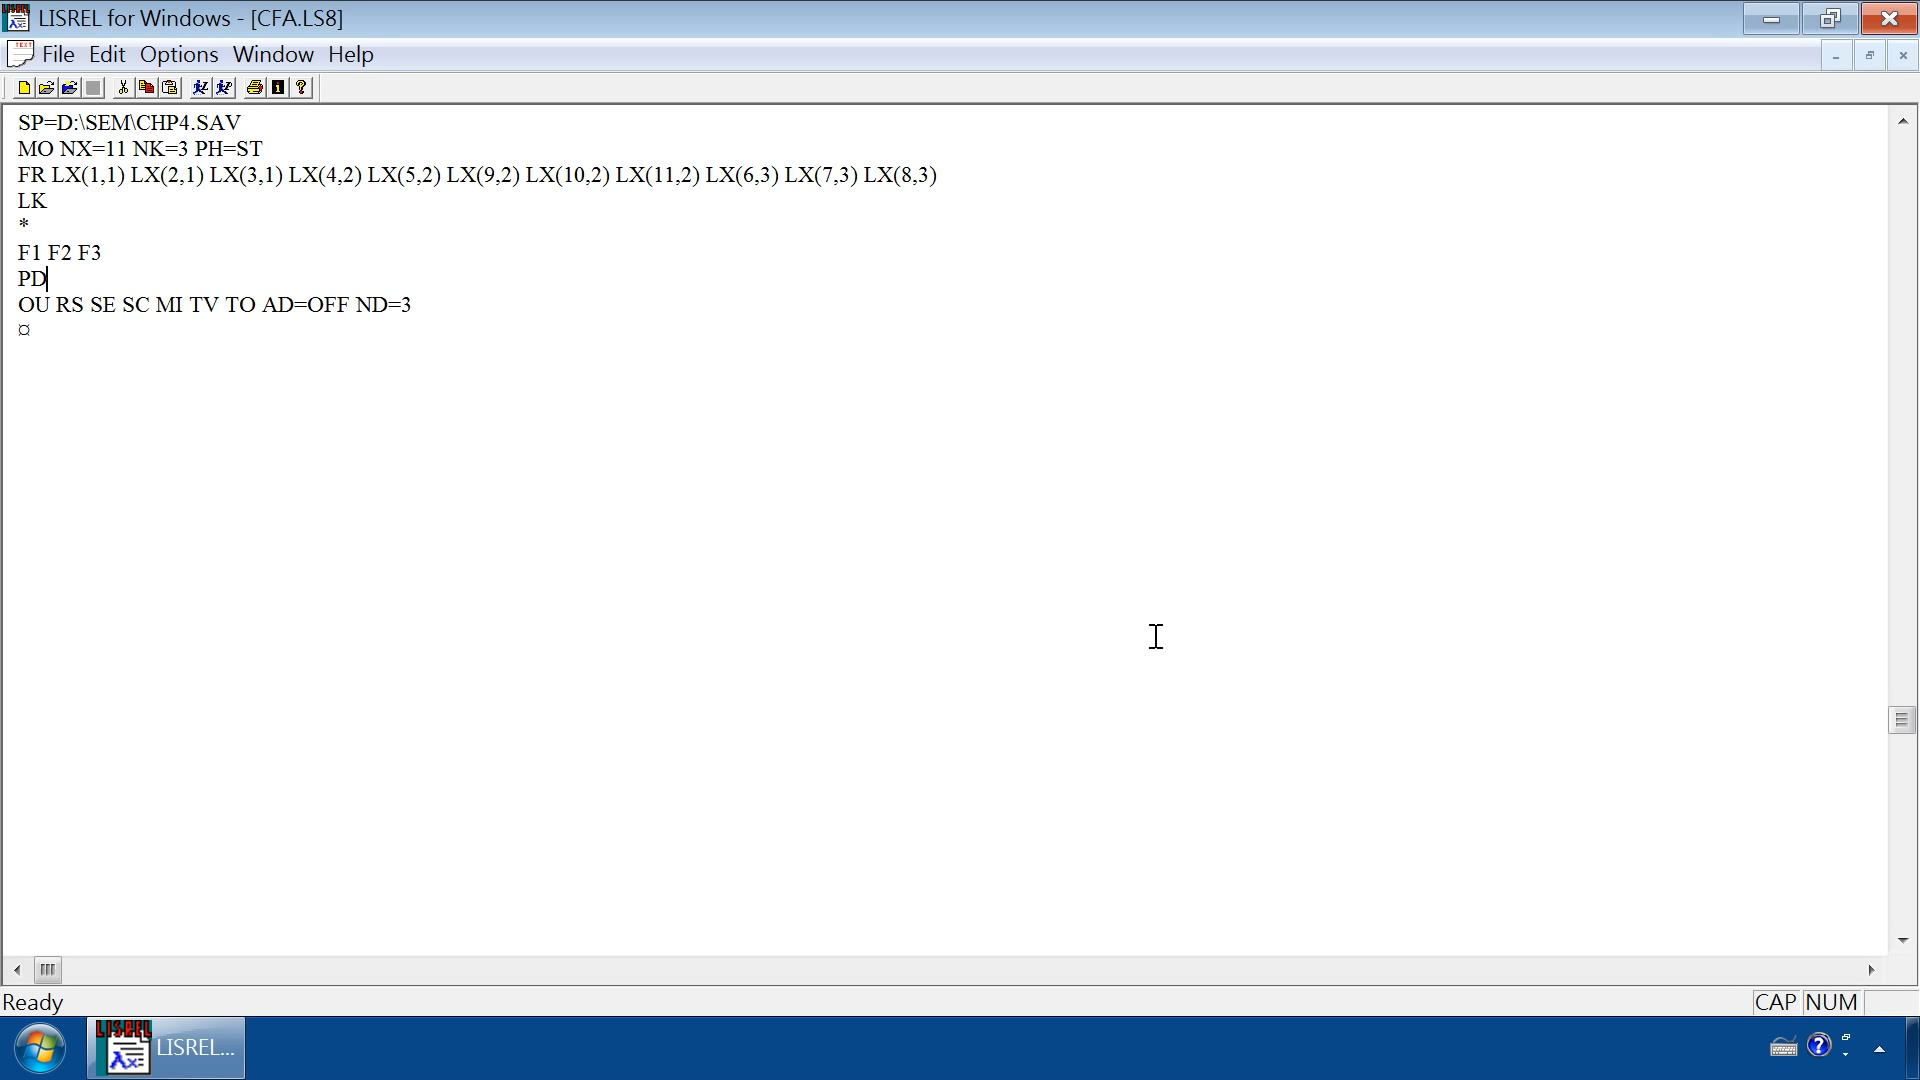 LISREL for Windows - [CFA.LS8]
File Edit Options Window Help
SP=D:\SEM\CHP4.SAV
MO NX=11 NK=3 PH=ST
FR LX(1,1) LX(2,1) LX(3,1) LX(4,2) LX(5,2) LX(9,2) LX(10,2) LX(11,2) LX(6,3) LX(7,3) LX(8,3)
LK
*
F1 F2 F3
PD
OU RS SE SC MI TV TO AD=OFF ND=3
¤
Ready
CAP NUM
LISREL...